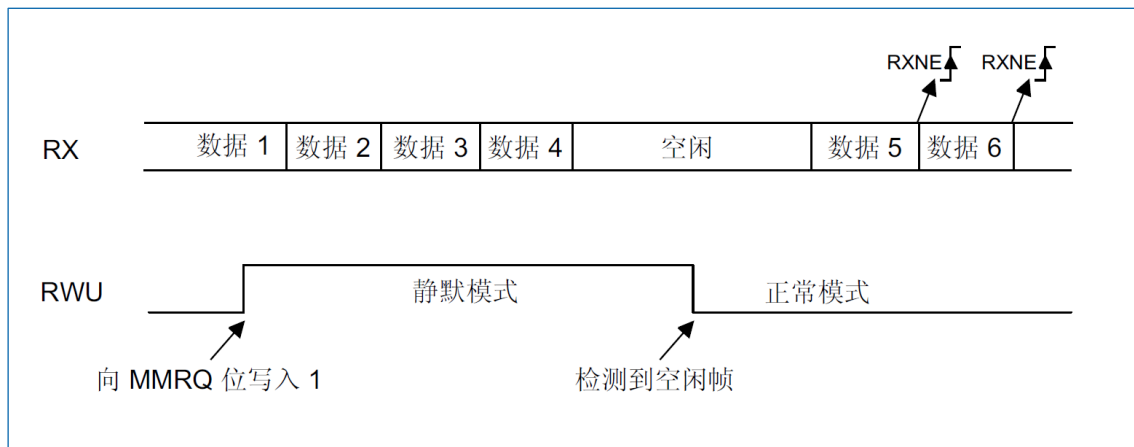 RXNE RXNE
RX 数据 1 数据 2 数据 3 数据 4 空闲 数据 5 数据 6
RWU 静默模式 正常模式
向 MMRQ 位写入 1 检测到空闲帧